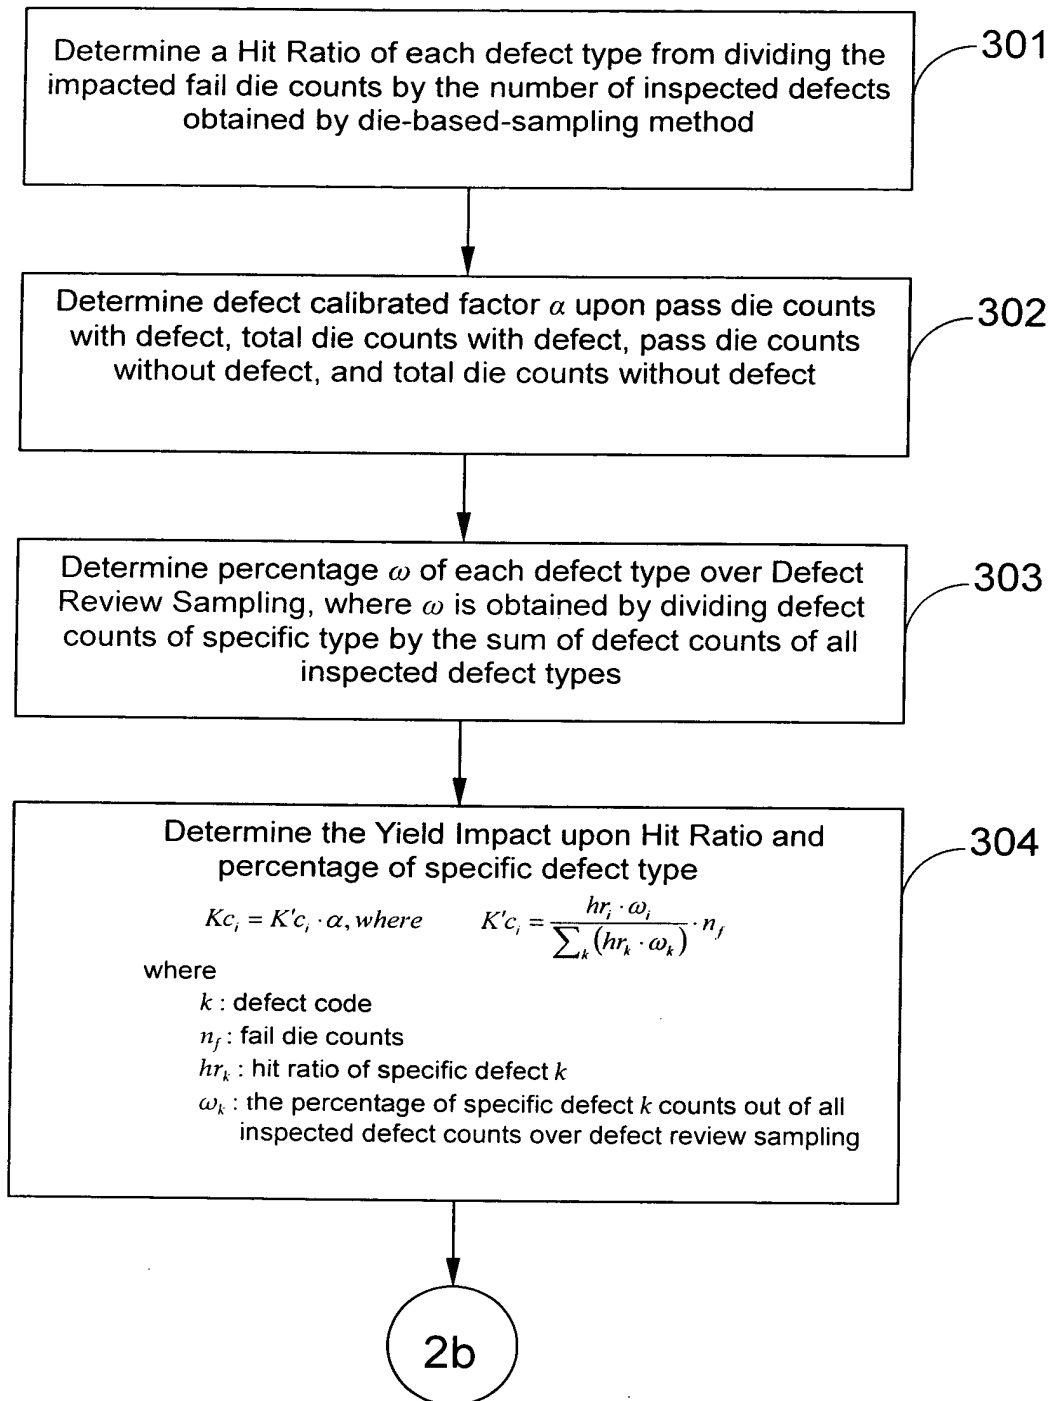 Determine a Hit Ratio of each defect type from dividing the
impacted fail die counts by the number of inspected defects
obtained by die-based-sampling method
301
Determine defect calibrated factor α upon pass die counts
with defect, total die counts with defect, pass die counts
without defect, and total die counts without defect
302
Determine percentage ω of each defect type over Defect
Review Sampling, where ω is obtained by dividing defect
counts of specific type by the sum of defect counts of all
inspected defect types
303
Determine the Yield Impact upon Hit Ratio and
percentage of specific defect type
304
Kc_i = K'c_i · α, where K'c_i = \frac{hr_i · ω_i}{∑_k (hr_k · ω_k)} · n_f
where
k : defect code
n_f : fail die counts
hr_k : hit ratio of specific defect k
ω_k : the percentage of specific defect k counts out of all
inspected defect counts over defect review sampling
2b